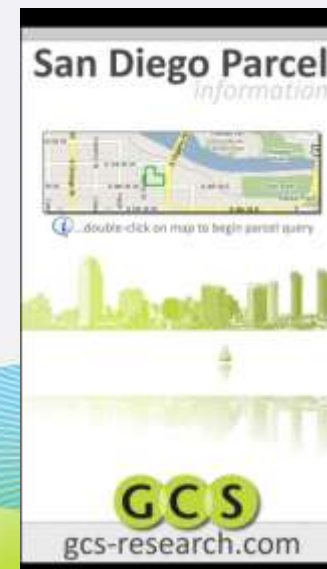 San Diego Parcel
information
...double-click on map to begin parcel query
GCS
gcs-research.com